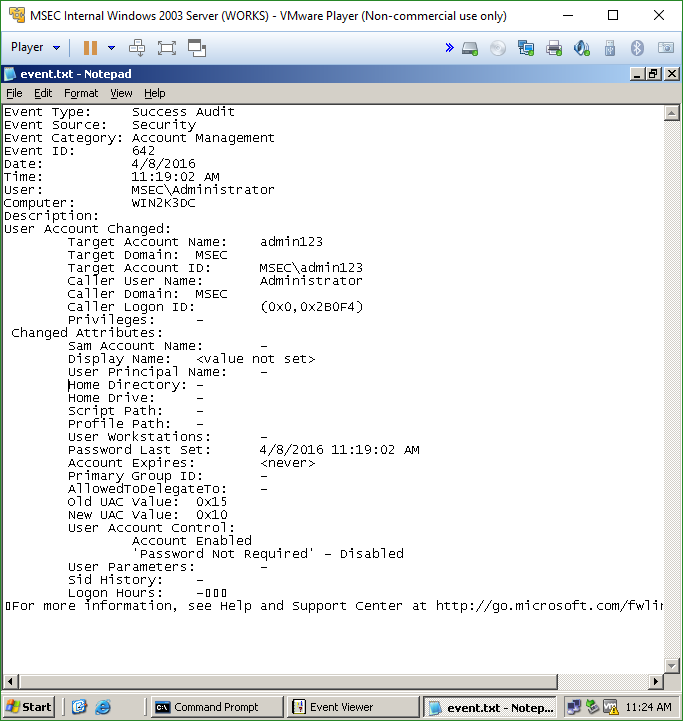 MSEC Internal Windows 2003 Server (WORKS) - VMware Player (Non-commercial use only)
Player
event.txt - Notepad
File Edit Format View Help
Event Type: Success Audit
Event Source: Security
Event Category: Account Management
Event ID: 642
Date: 4/8/2016
Time: 11:19:02 AM
User: MSEC\Administrator
Computer: WIN2K3DC
Description:
User Account Changed:
Target Account Name: admin123
Target Domain: MSEC
Target Account ID: MSEC\admin123
Caller User Name: Administrator
Caller Domain: MSEC
Caller Logon ID: (0x0,0x2B0F4)
Privileges: -
Changed Attributes:
Sam Account Name: -
Display Name: <value not set>
User Principal Name: -
Home Directory: -
Home Drive: -
Script Path: -
Profile Path: -
User Workstations: -
Password Last Set: 4/8/2016 11:19:02 AM
Account Expires: <never>
Primary Group ID: -
AllowedToDelegateTo: -
Old UAC Value: 0x15
New UAC Value: 0x10
User Account Control:
Account Enabled
'Password Not Required' - Disabled
User Parameters: -
Sid History: -
Logon Hours: -▯▯▯
▯For more information, see Help and Support Center at http://go.microsoft.com/fwlin
Start Command Prompt Event Viewer event.txt - Notep... 11:24 AM